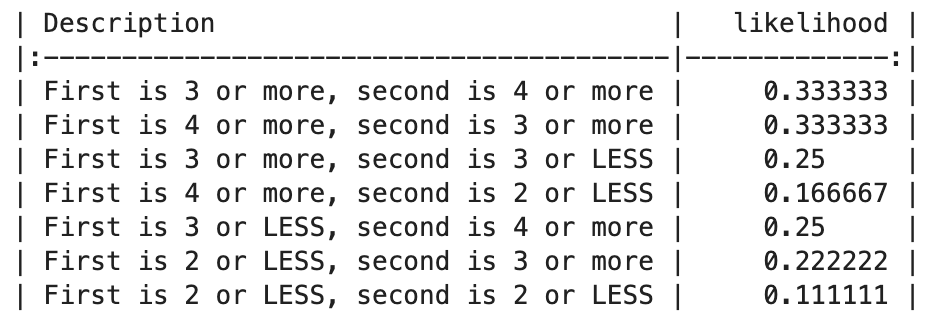 | Description                             |   likelihood |
|:----------------------------------------|-------------:|
| First is 3 or more, second is 4 or more |     0.333333 |
| First is 4 or more, second is 3 or more |     0.333333 |
| First is 3 or more, second is 3 or LESS |     0.25     |
| First is 4 or more, second is 2 or LESS |     0.166667 |
| First is 3 or LESS, second is 4 or more |     0.25     |
| First is 2 or LESS, second is 3 or more |     0.222222 |
| First is 2 or LESS, second is 2 or LESS |     0.111111 |